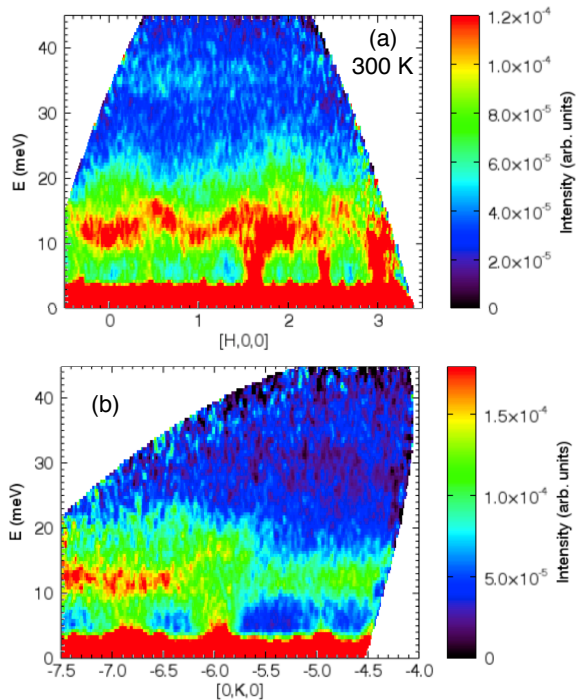 (a)
300 K
E (meV)
40
30
20
10
0
0 1 2 3
[H,0,0]
1.2×10⁻⁴
1.0×10⁻⁴
8.0×10⁻⁵
6.0×10⁻⁵
4.0×10⁻⁵
2.0×10⁻⁵
0
Intensity (arb. units)
(b)
E (meV)
40
30
20
10
0
-7.5 -7.0 -6.5 -6.0 -5.5 -5.0 -4.5 -4.0
[0,K,0]
1.5×10⁻⁴
1.0×10⁻⁴
5.0×10⁻⁵
0
Intensity (arb. units)